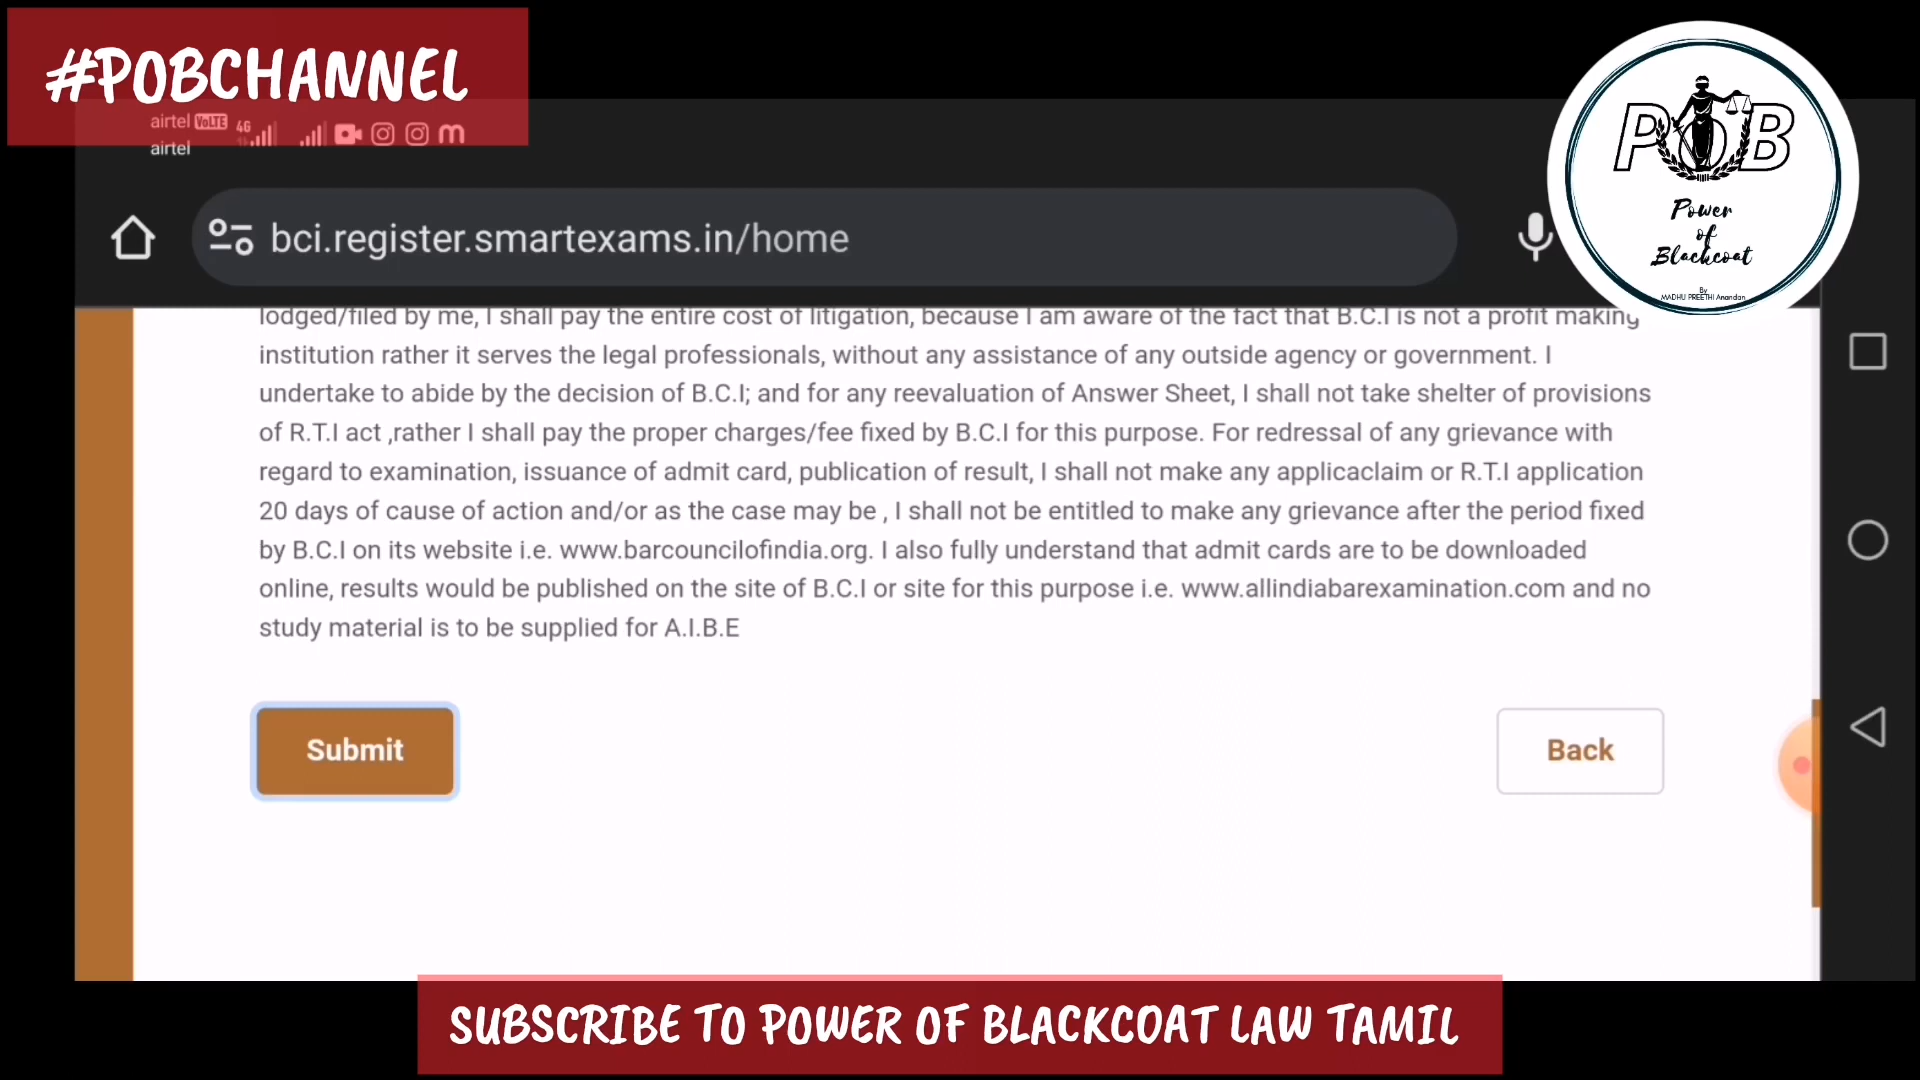 #POBCHANNEL
airtel VoLTE 4G
airtel
bci.register.smartexams.in/home
POB
Power
of
Blackcoat
By
MADHU PREETHI Anandan
lodged/filed by me, I shall pay the entire cost of litigation, because I am aware of the fact that B.C.I is not a profit making
institution rather it serves the legal professionals, without any assistance of any outside agency or government. I
undertake to abide by the decision of B.C.I; and for any reevaluation of Answer Sheet, I shall not take shelter of provisions
of R.T.I act ,rather I shall pay the proper charges/fee fixed by B.C.I for this purpose. For redressal of any grievance with
regard to examination, issuance of admit card, publication of result, I shall not make any applicaclaim or R.T.I application
20 days of cause of action and/or as the case may be , I shall not be entitled to make any grievance after the period fixed
by B.C.I on its website i.e. www.barcouncilofindia.org. I also fully understand that admit cards are to be downloaded
online, results would be published on the site of B.C.I or site for this purpose i.e. www.allindiabarexamination.com and no
study material is to be supplied for A.I.B.E
Submit
Back
SUBSCRIBE TO POWER OF BLACKCOAT LAW TAMIL